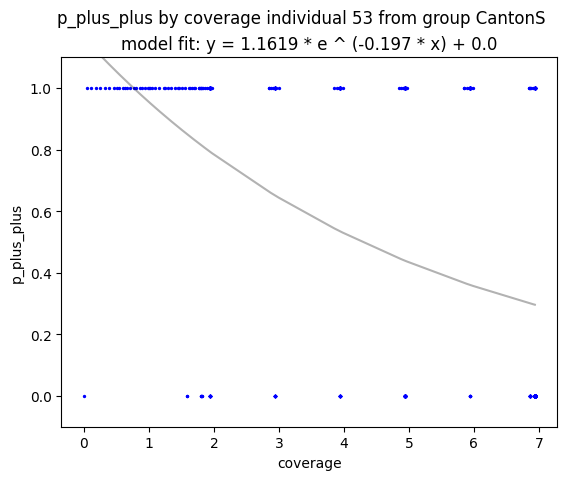 p_plus_plus by coverage individual 53 from group CantonS
model fit: y = 1.1619 * e ^ (-0.197 * x) + 0.0
1.0
0.8
0.6
0.4
0.2
0.0
p_plus_plus
0 1 2 3 4 5 6 7
coverage